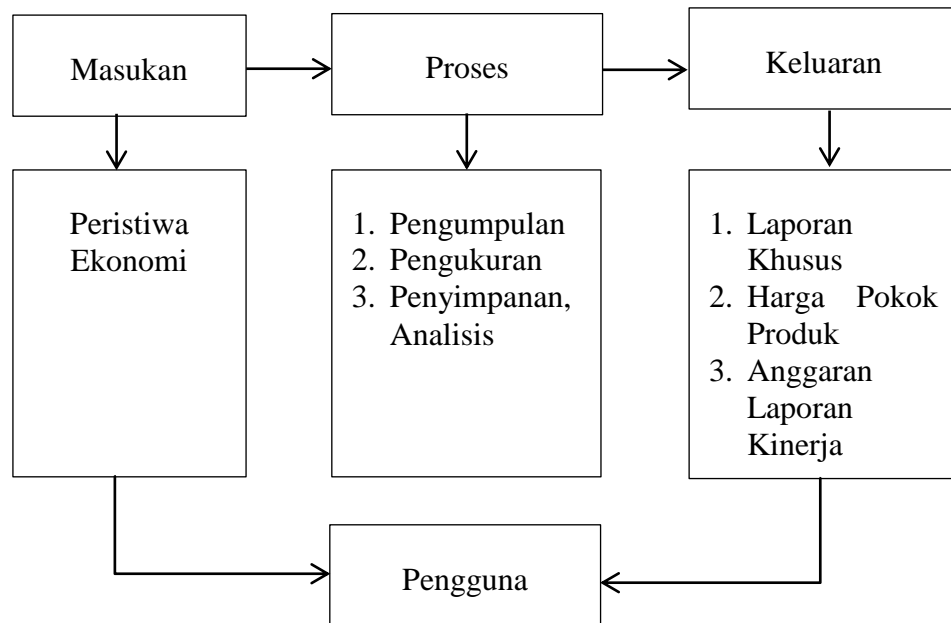 Masukan
Proses
Keluaran
Peristiwa
Ekonomi
1. Pengumpulan
2. Pengukuran
3. Penyimpanan,
Analisis
1. Laporan
Khusus
2. Harga Pokok
Produk
3. Anggaran
Laporan
Kinerja
Pengguna